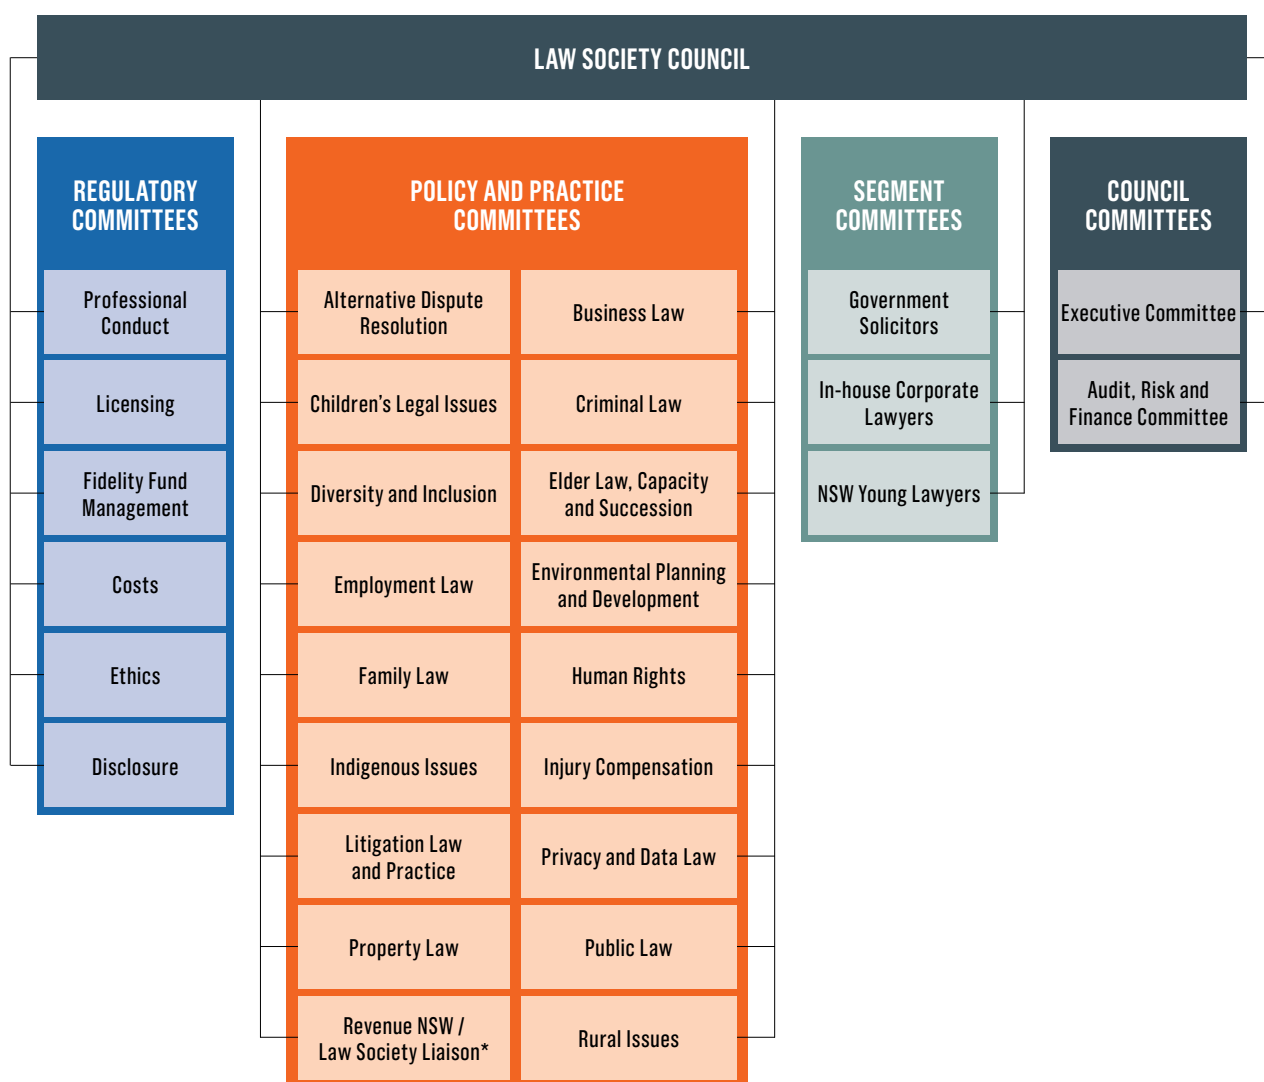 LAW SOCIETY COUNCIL
REGULATORY
COMMITTEES
Professional
Conduct
Licensing
Fidelity Fund
Management
Costs
Ethics
Disclosure
POLICY AND PRACTICE
COMMITTEES
Alternative Dispute
Resolution
Children’s Legal Issues
Diversity and Inclusion
Employment Law
Family Law
Indigenous Issues
Litigation Law
and Practice
Property Law
Revenue NSW /
Law Society Liaison*
Business Law
Criminal Law
Elder Law, Capacity
and Succession
Environmental Planning
and Development
Human Rights
Injury Compensation
Privacy and Data Law
Public Law
Rural Issues
SEGMENT
COMMITTEES
Government
Solicitors
In-house Corporate
Lawyers
NSW Young Lawyers
COUNCIL
COMMITTEES
Executive Committee
Audit, Risk and
Finance Committee